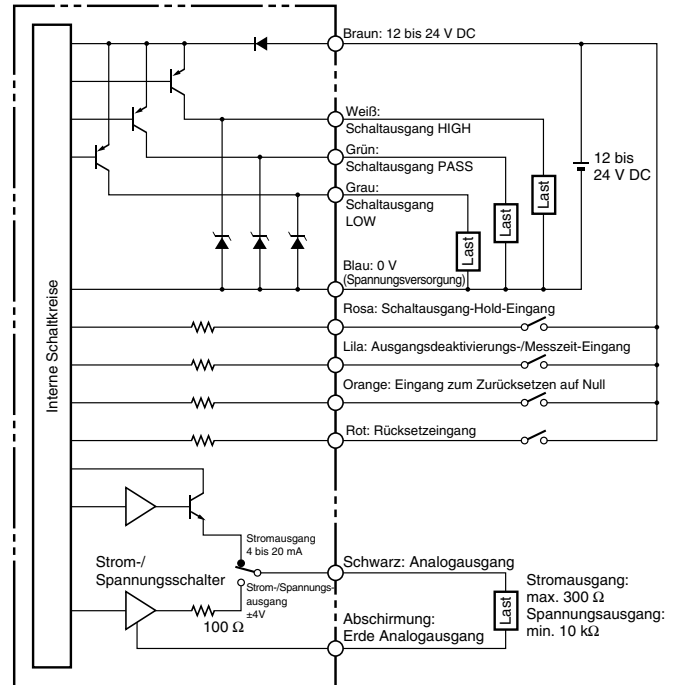 Braun: 12 bis 24 V DC
Weiß:
Schaltausgang HIGH
Grün:
Schaltausgang PASS
Grau:
Schaltausgang
LOW
Last
Last
Last
12 bis
24 V DC
Blau: 0 V
(Spannungsversorgung)
Interne Schaltkreise
Rosa: Schaltausgang-Hold-Eingang
Lila: Ausgangsdeaktivierungs-/Messzeit-Eingang
Orange: Eingang zum Zurücksetzen auf Null
Rot: Rücksetzeingang
Stromausgang
4 bis 20 mA
Strom-/
Spannungsschalter
Strom-/Spannungs-
ausgang
±4V
100 Ω
Schwarz: Analogausgang
Abschirmung:
Erde Analogausgang
Last
Stromausgang:
max. 300 Ω
Spannungsausgang:
min. 10 kΩ